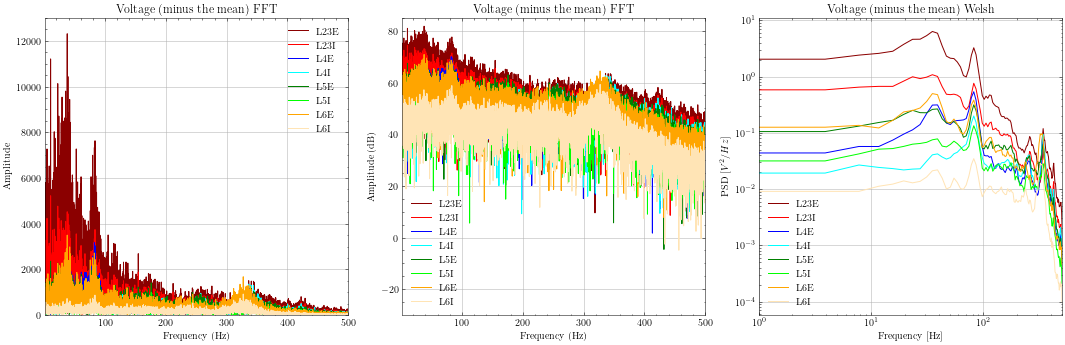 Voltage (minus the mean) FFT
Amplitude
12000
10000
8000
6000
4000
2000
0
100
200
300
400
500
Frequency (Hz)
L23E
L23I
L4E
L4I
L5E
L5I
L6E
L6I
Voltage (minus the mean) FFT
Amplitude (dB)
80
60
40
20
0
−20
100
200
300
400
500
Frequency (Hz)
L23E
L23I
L4E
L4I
L5E
L5I
L6E
L6I
Voltage (minus the mean) Welsh
PSD [V^2/Hz]
10^1
10^0
10^−1
10^−2
10^−3
10^−4
10^0
10^1
10^2
Frequency [Hz]
L23E
L23I
L4E
L4I
L5E
L5I
L6E
L6I